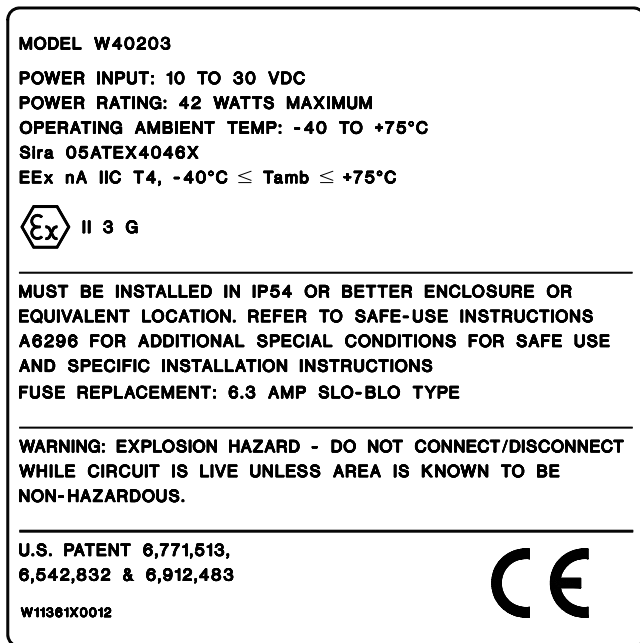 MODEL W40203
POWER INPUT: 10 TO 30 VDC
POWER RATING: 42 WATTS MAXIMUM
OPERATING AMBIENT TEMP: -40 TO +75°C
Sira 05ATEX4046X
EEx nA IIC T4, -40°C ≤ Tamb ≤ +75°C
Ex II 3 G
MUST BE INSTALLED IN IP54 OR BETTER ENCLOSURE OR
EQUIVALENT LOCATION. REFER TO SAFE-USE INSTRUCTIONS
A6296 FOR ADDITIONAL SPECIAL CONDITIONS FOR SAFE USE
AND SPECIFIC INSTALLATION INSTRUCTIONS
FUSE REPLACEMENT: 6.3 AMP SLO-BLO TYPE
WARNING: EXPLOSION HAZARD - DO NOT CONNECT/DISCONNECT
WHILE CIRCUIT IS LIVE UNLESS AREA IS KNOWN TO BE
NON-HAZARDOUS.
U.S. PATENT 6,771,513,
6,542,832 & 6,912,483
CE
W11361X0012